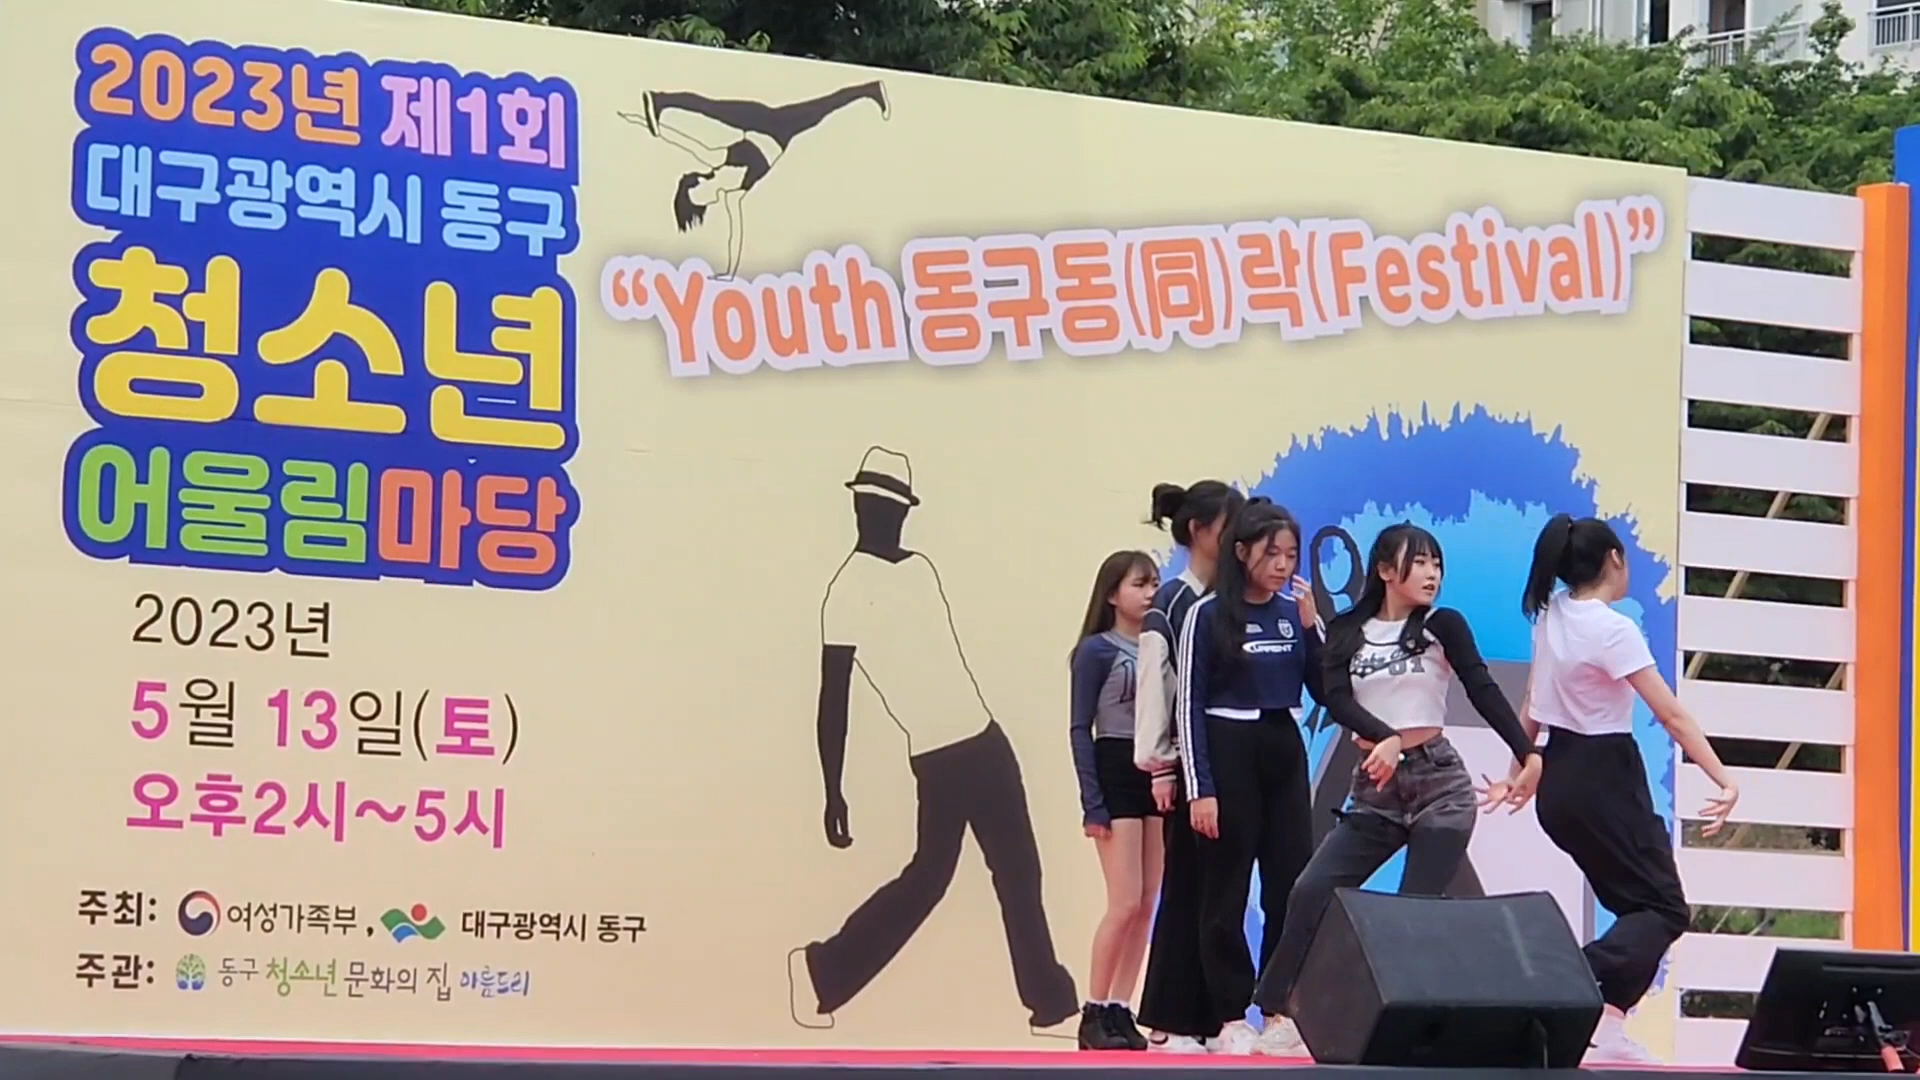 2023년 제1회
대구광역시 동구
청소년
어울림마당
"Youth 동구동(同)락(Festival)"
2023년
5월 13일(토)
오후2시~5시
주최: 여성가족부, 대구광역시 동구
주관: 동구 청소년 문화의 집 아름드리
01